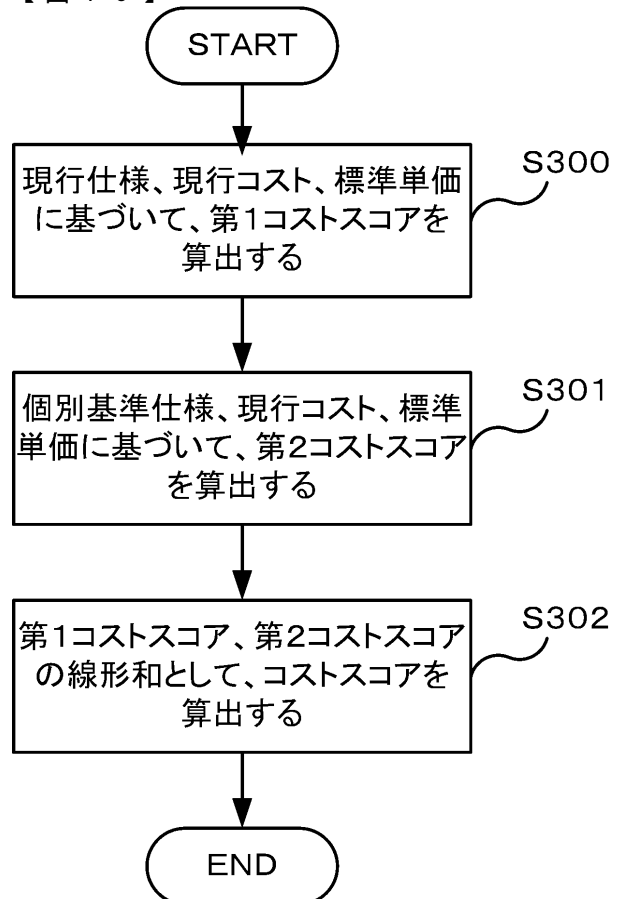 START
現行仕様、現行コスト、標準単価
に基づいて、第1コストスコアを
算出する
S300
個別基準仕様、現行コスト、標準
単価に基づいて、第2コストスコア
を算出する
S301
第1コストスコア、第2コストスコア
の線形和として、コストスコアを
算出する
S302
END